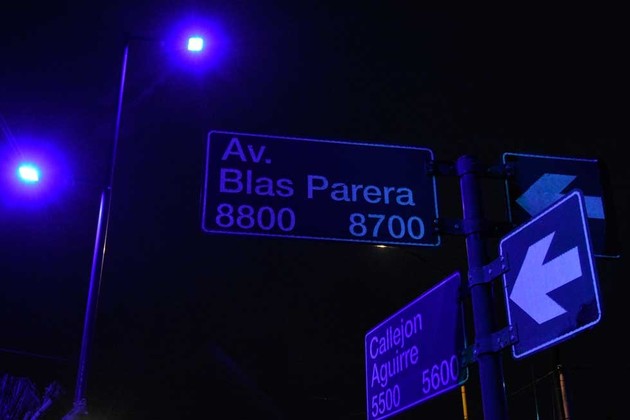 Av.
Blas Parera
8800 8700
Callejon
Aguirre
5500 5600